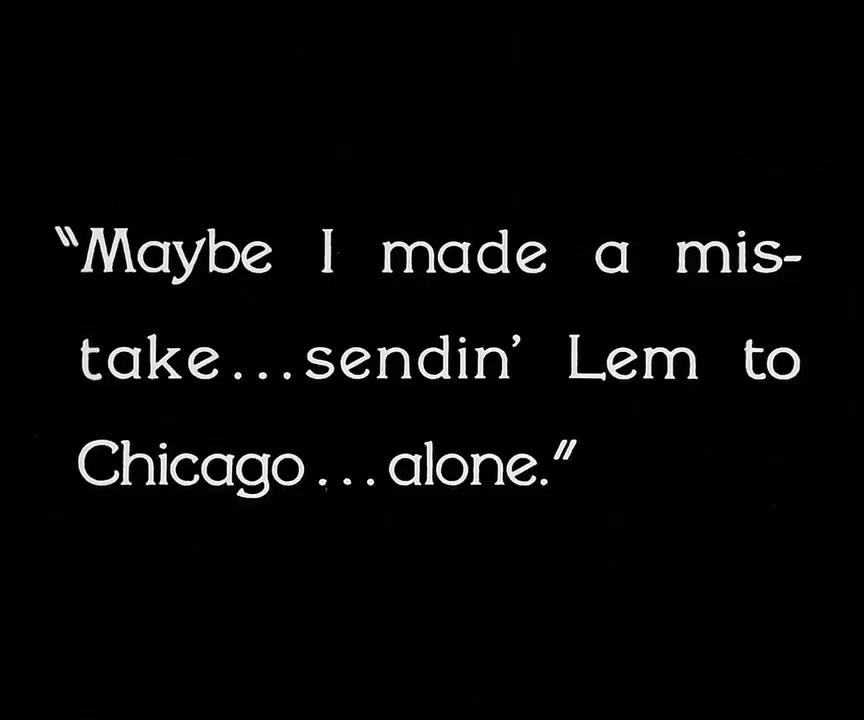 “Maybe I made a mis-
take...sendin’ Lem to
Chicago...alone.”